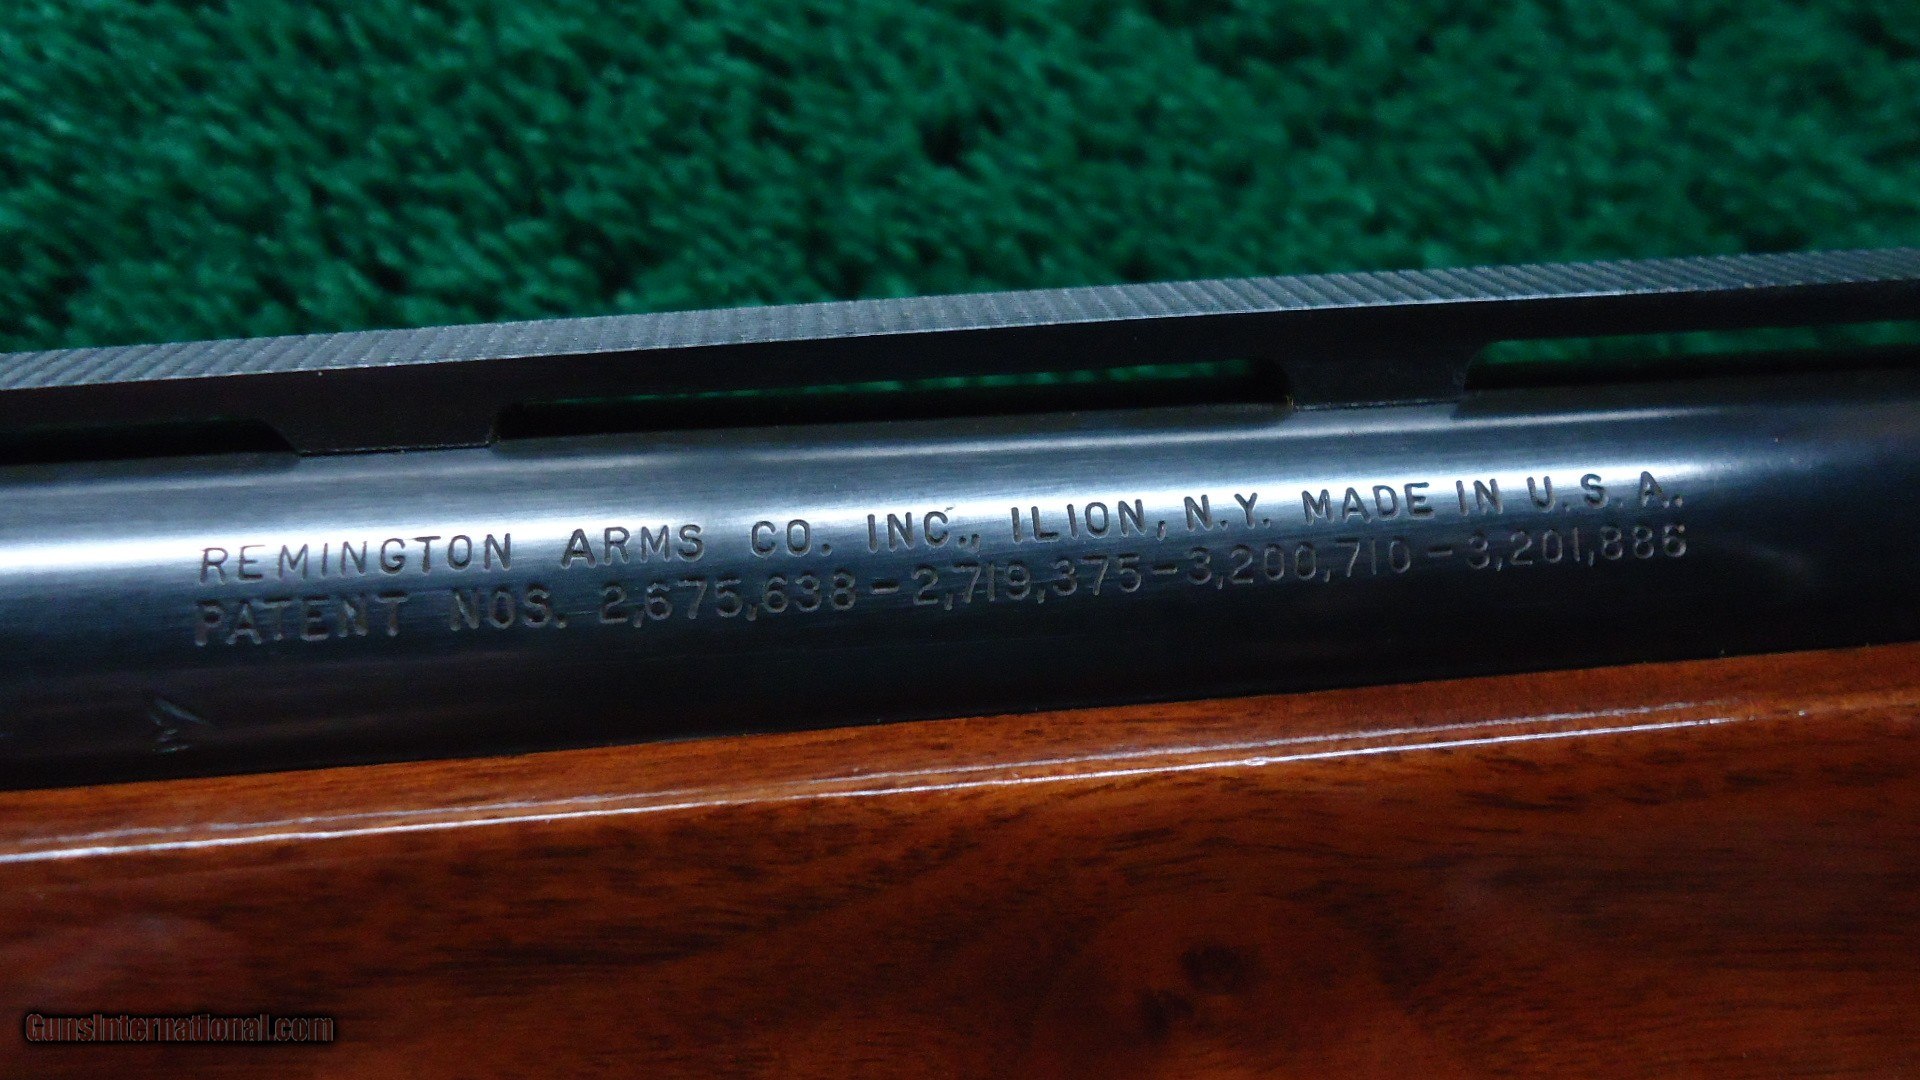 REMINGTON ARMS CO. INC., ILION, N.Y. MADE IN U.S.A.
PATENT NOS. 2,675,638-2,719,375-3,200,710-3,201,886
GunsInternational.com